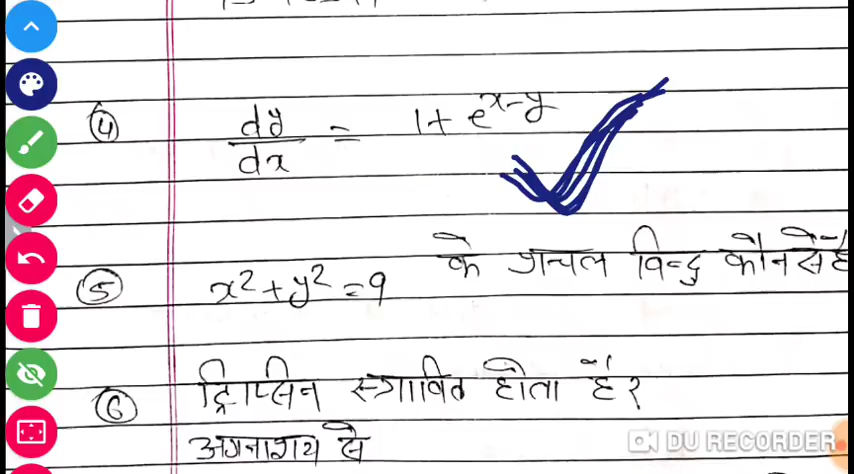 ④ dy/dx = 1 + e^(x-y)
⑤ x² + y² = 9 के अचल बिन्दु कौन से है
⑥ ट्रिप्सिन स्त्रावित होता है?
अग्नाशय से
DU RECORDER